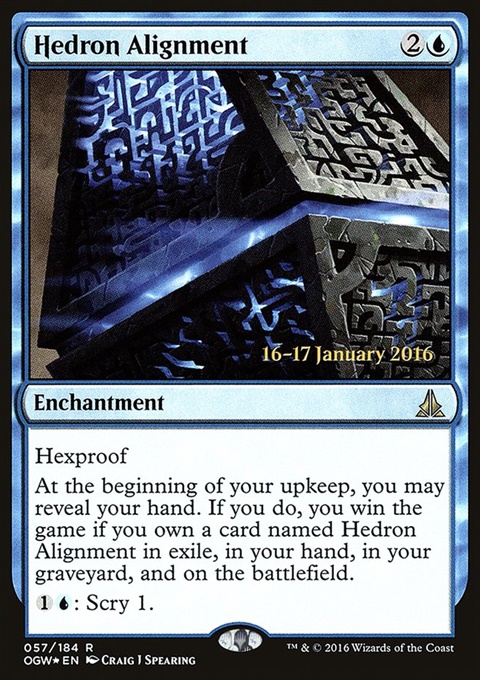 Hedron Alignment 2
16-17 January 2016
Enchantment
Hexproof
At the beginning of your upkeep, you may
reveal your hand. If you do, you win the
game if you own a card named Hedron
Alignment in exile, in your hand, in your
graveyard, and on the battlefield.
1 : Scry 1.
057/184 R
OGW★EN Craig J Spearing
™ & © 2016 Wizards of the Coast